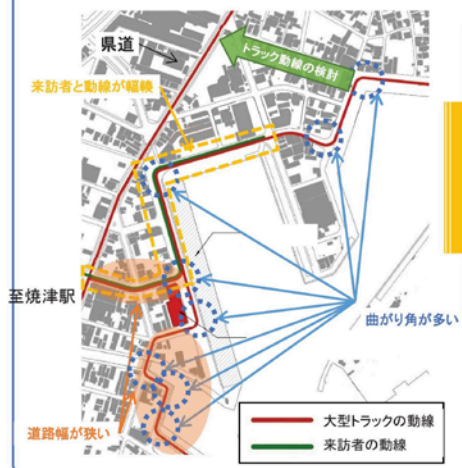 県道
トラック動線の検討
来訪者と動線が輻輳
至焼津駅
曲がり角が多い
道路幅が狭い
大型トラックの動線
来訪者の動線